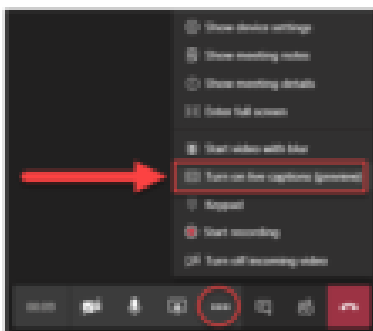 Show device settings
Show meeting notes
Show meeting details
Enter full screen
Start video with blur
Turn on live captions (preview)
Keypad
Start recording
Turn off incoming video